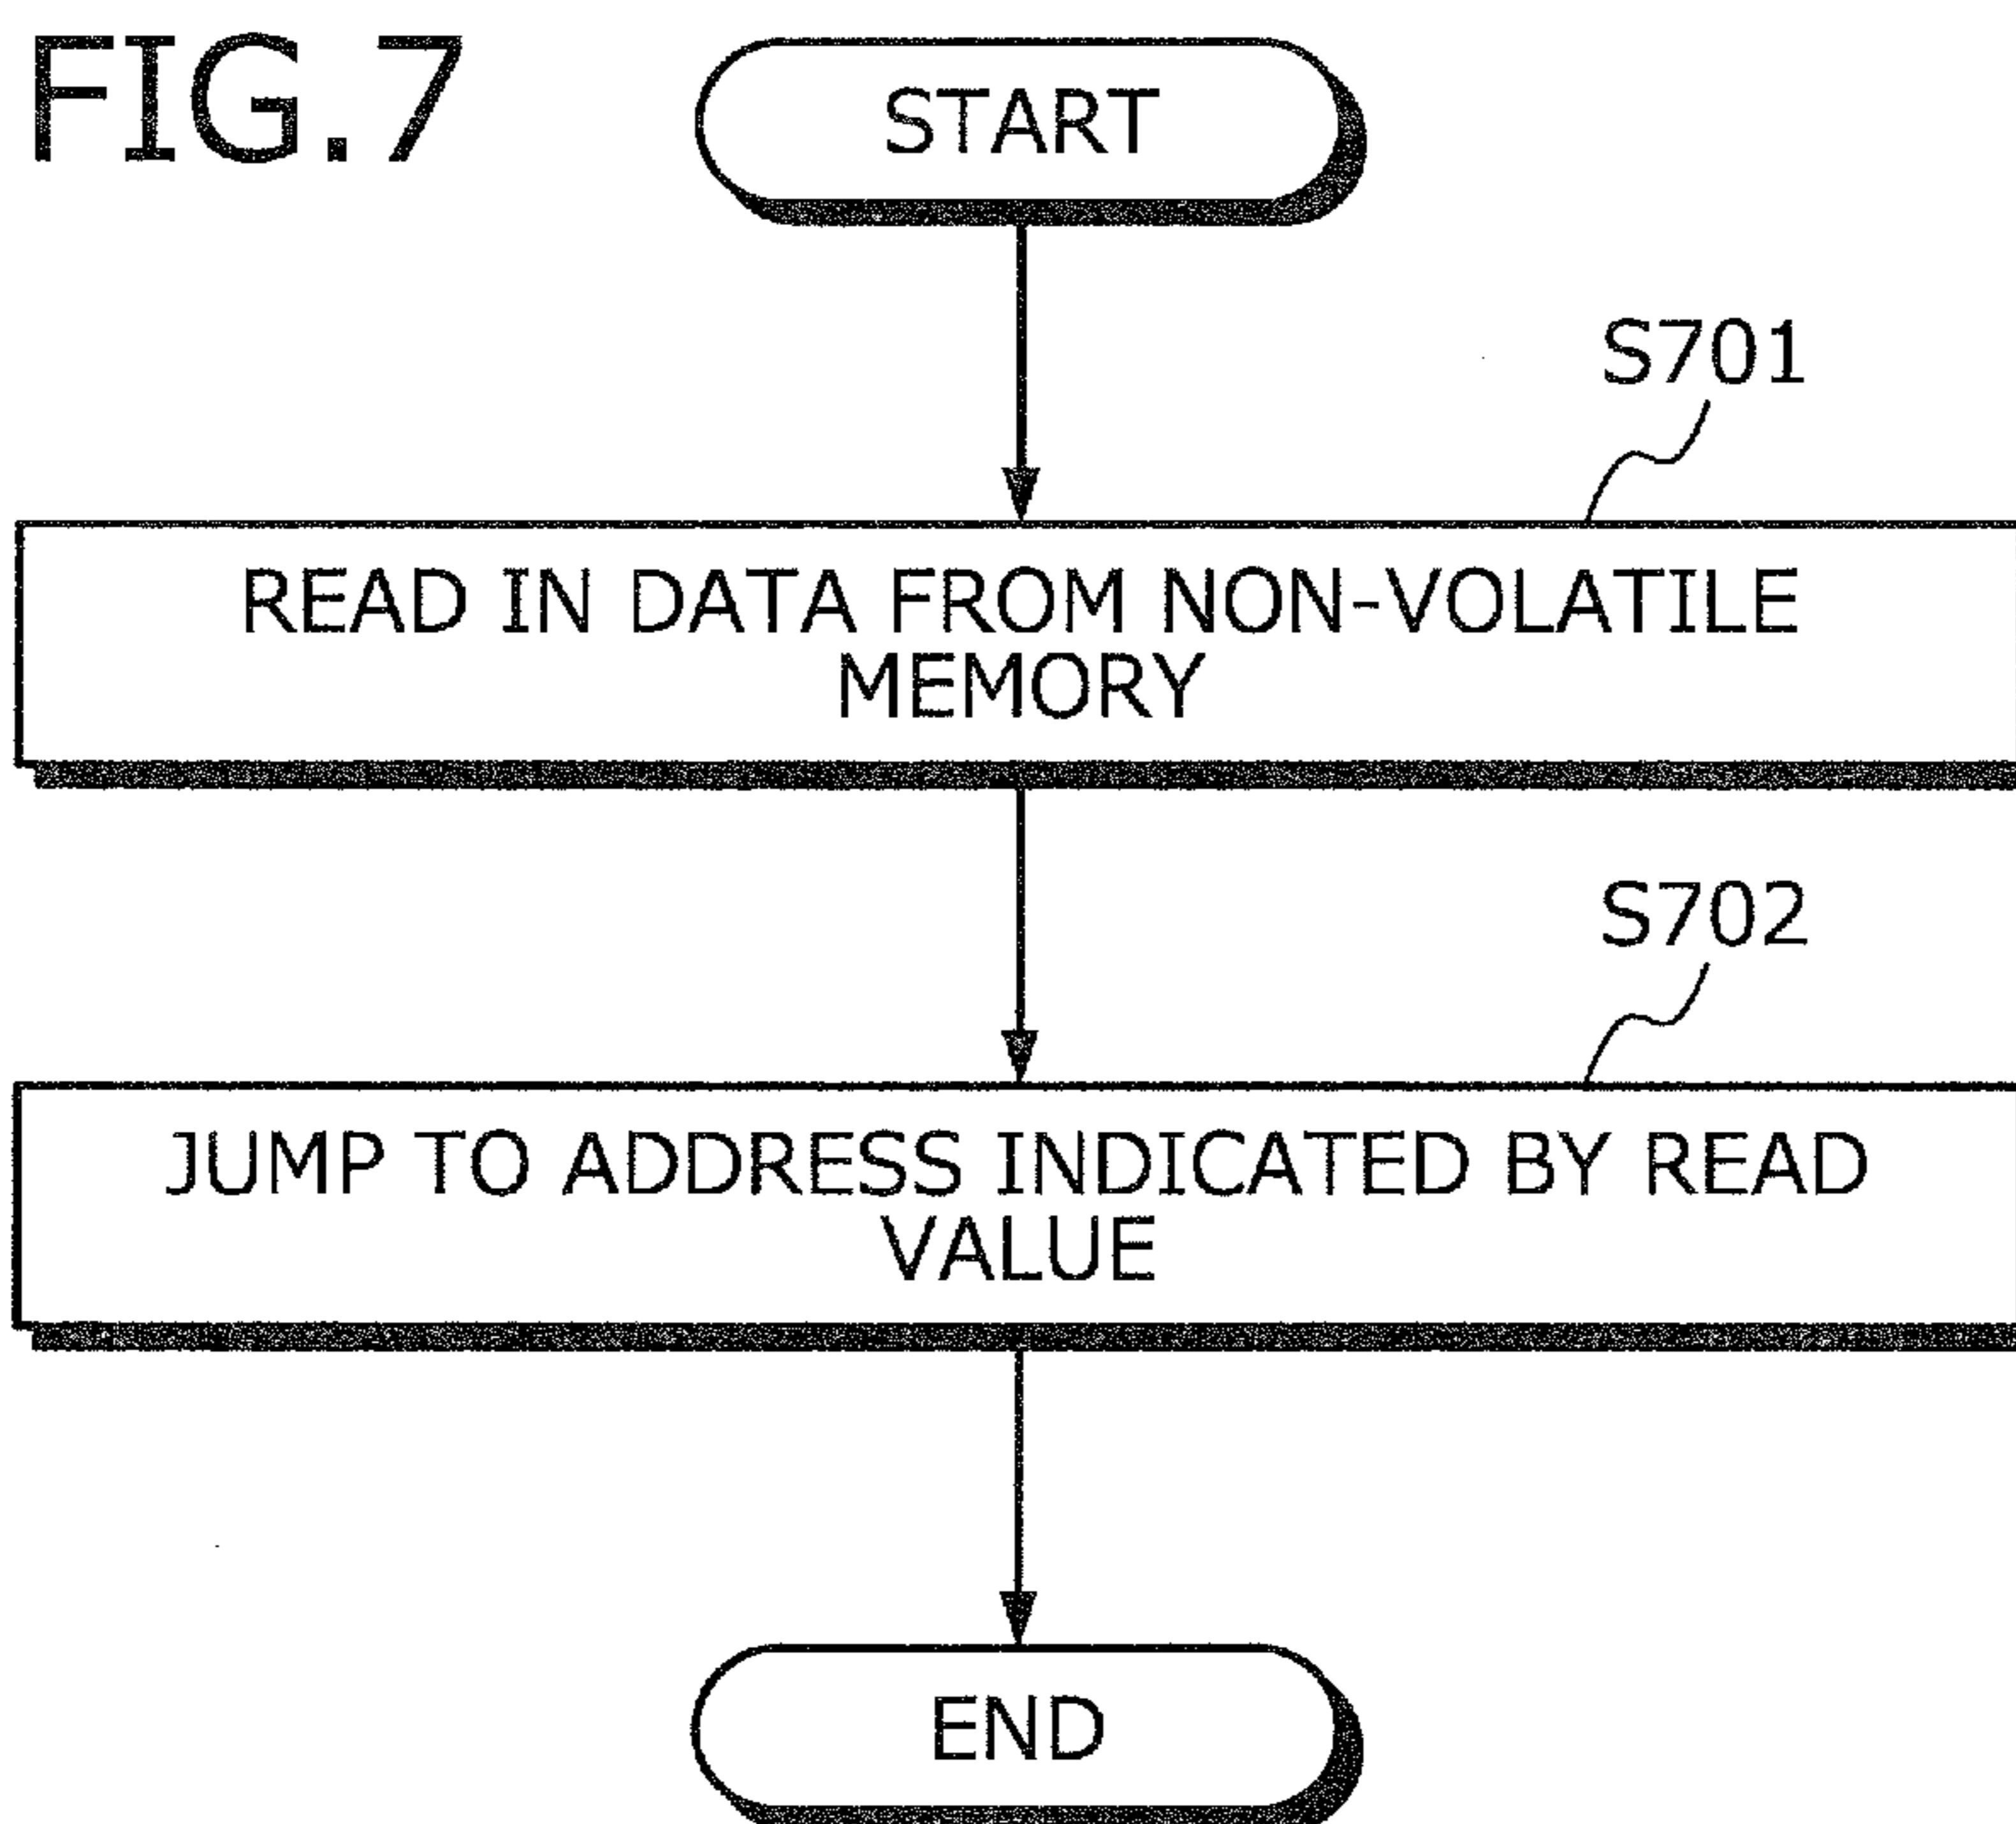 FIG.7
START
S701
READ IN DATA FROM NON-VOLATILE
MEMORY
S702
JUMP TO ADDRESS INDICATED BY READ
VALUE
END